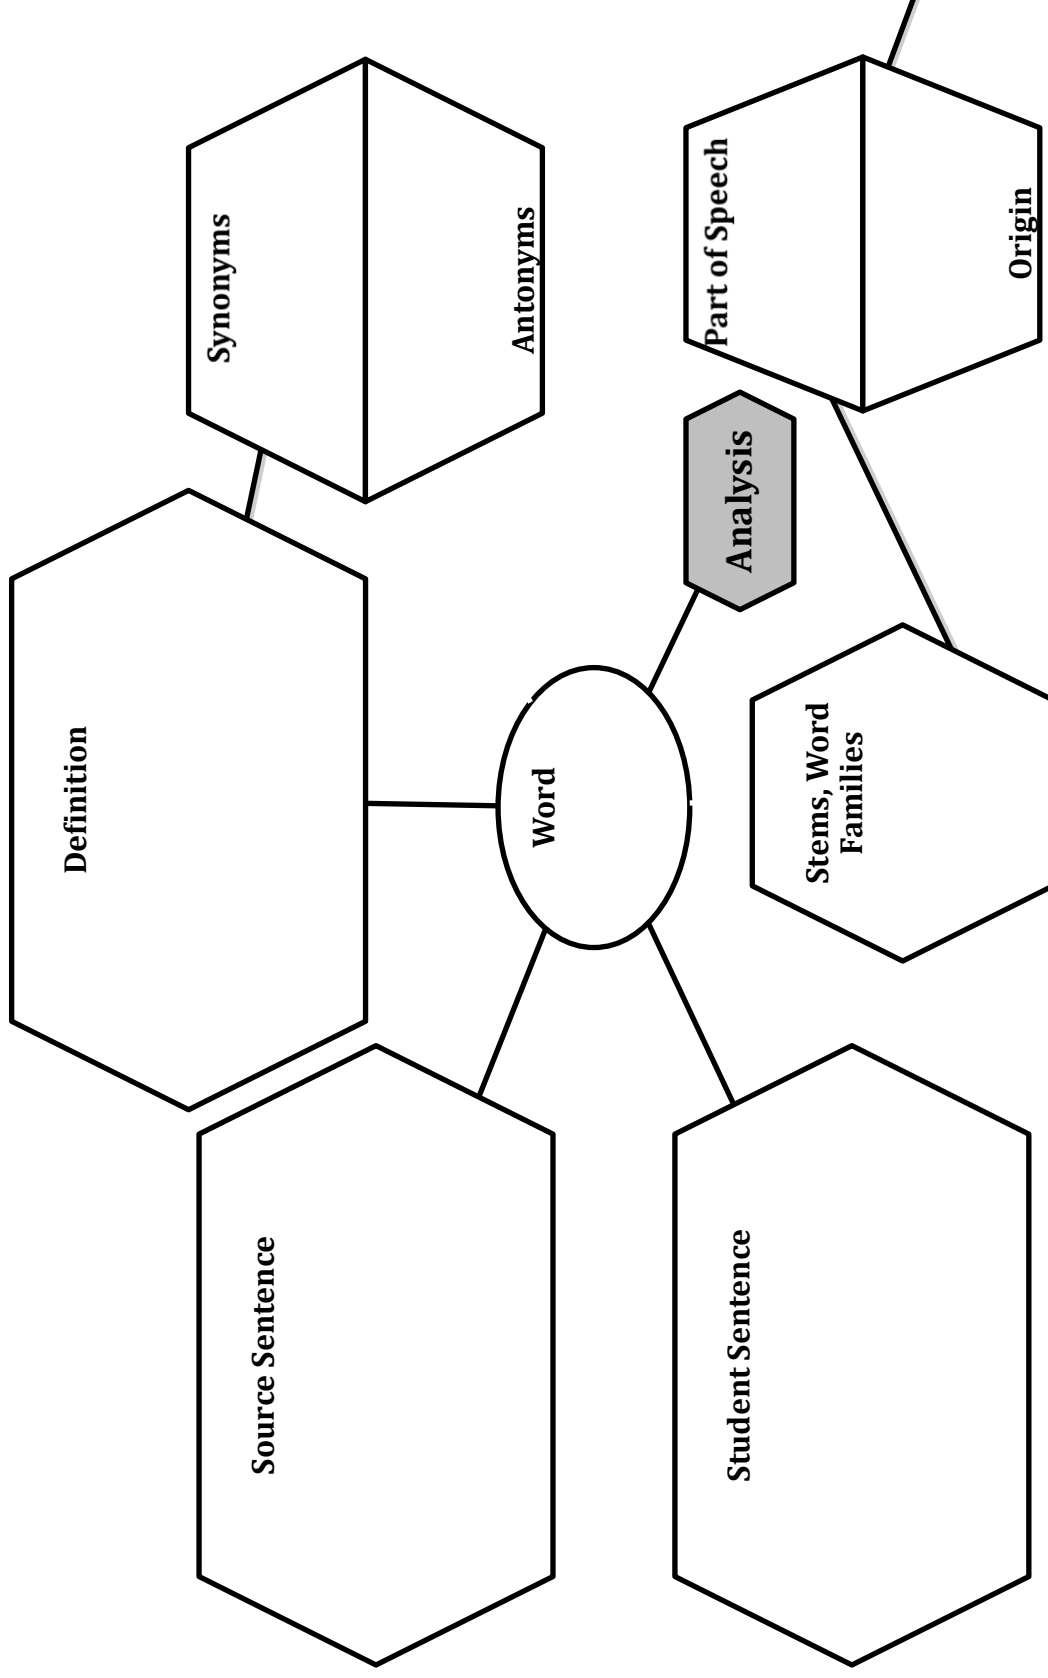 Definition
Synonyms
Antonyms
Source Sentence
Word
Analysis
Part of Speech
Origin
Stems, Word
Families
Student Sentence